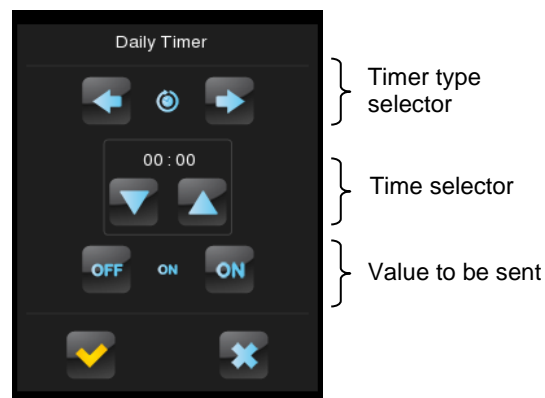 Daily Timer
Timer type
selector
00:00
Time selector
OFF ON ON
Value to be sent